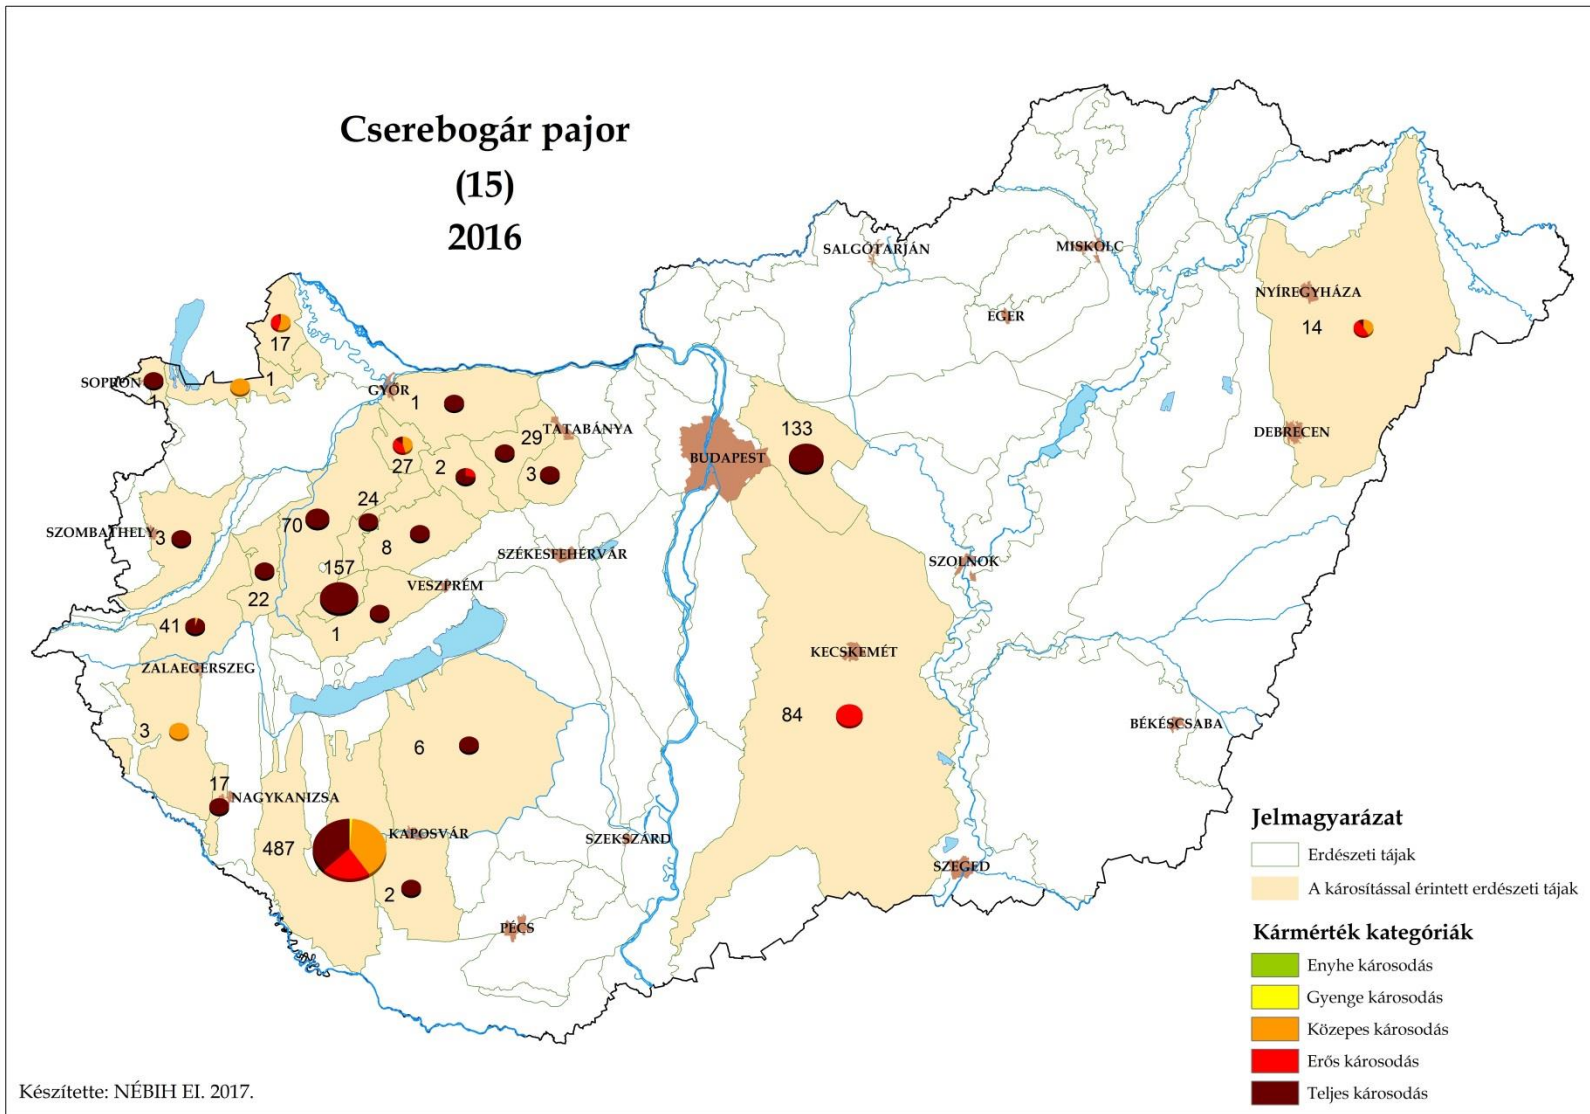 Cserebogár pajor
(15)
2016
SALGÓTARJÁN
MISKOLC
EGER
NYÍREGYHÁZA
14
17
1
SOPRON
1
GYŐR
1
TATABÁNYA
29
27
2
3
BUDAPEST
133
DEBRECEN
24
70
8
SZOMBATHELY
3
SZÉKESFEHÉRVÁR
SZOLNOK
157
VESZPRÉM
22
1
41
ZALAEGERSZEG
KECSKEMÉT
84
BÉKÉSCSABA
3
6
17
NAGYKANIZSA
487
KAPOSVÁR
SZEKSZÁRD
2
PÉCS
SZEGED
Jelmagyarázat
Erdészeti tájak
A károsítással érintett erdészeti tájak
Kármérték kategóriák
Enyhe károsodás
Gyenge károsodás
Közepes károsodás
Erős károsodás
Teljes károsodás
Készítette: NÉBIH EI. 2017.